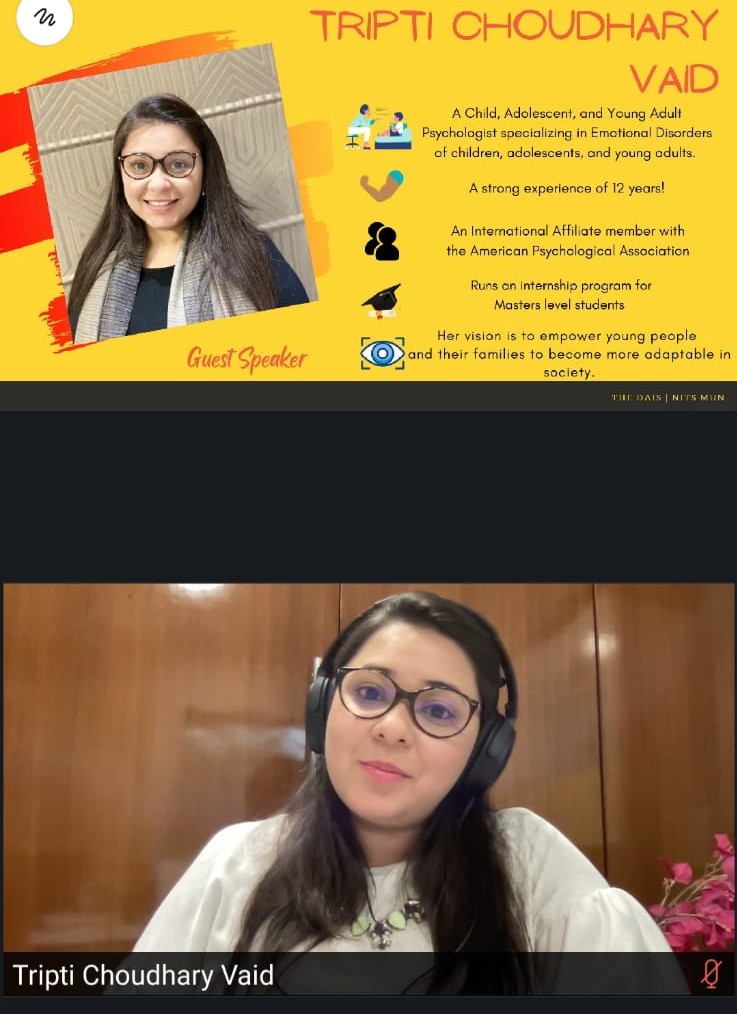 TRIPTI CHOUDHARY
VAID
A Child, Adolescent, and Young Adult
Psychologist specializing in Emotional Disorders
of children, adolescents, and young adults.
A strong experience of 12 years!
An International Affiliate member with
the American Psychological Association
Runs an internship program for
Masters level students
Her vision is to empower young people
and their families to become more adaptable in
society.
Guest Speaker
THE DAIS | NITS MUN
Tripti Choudhary Vaid